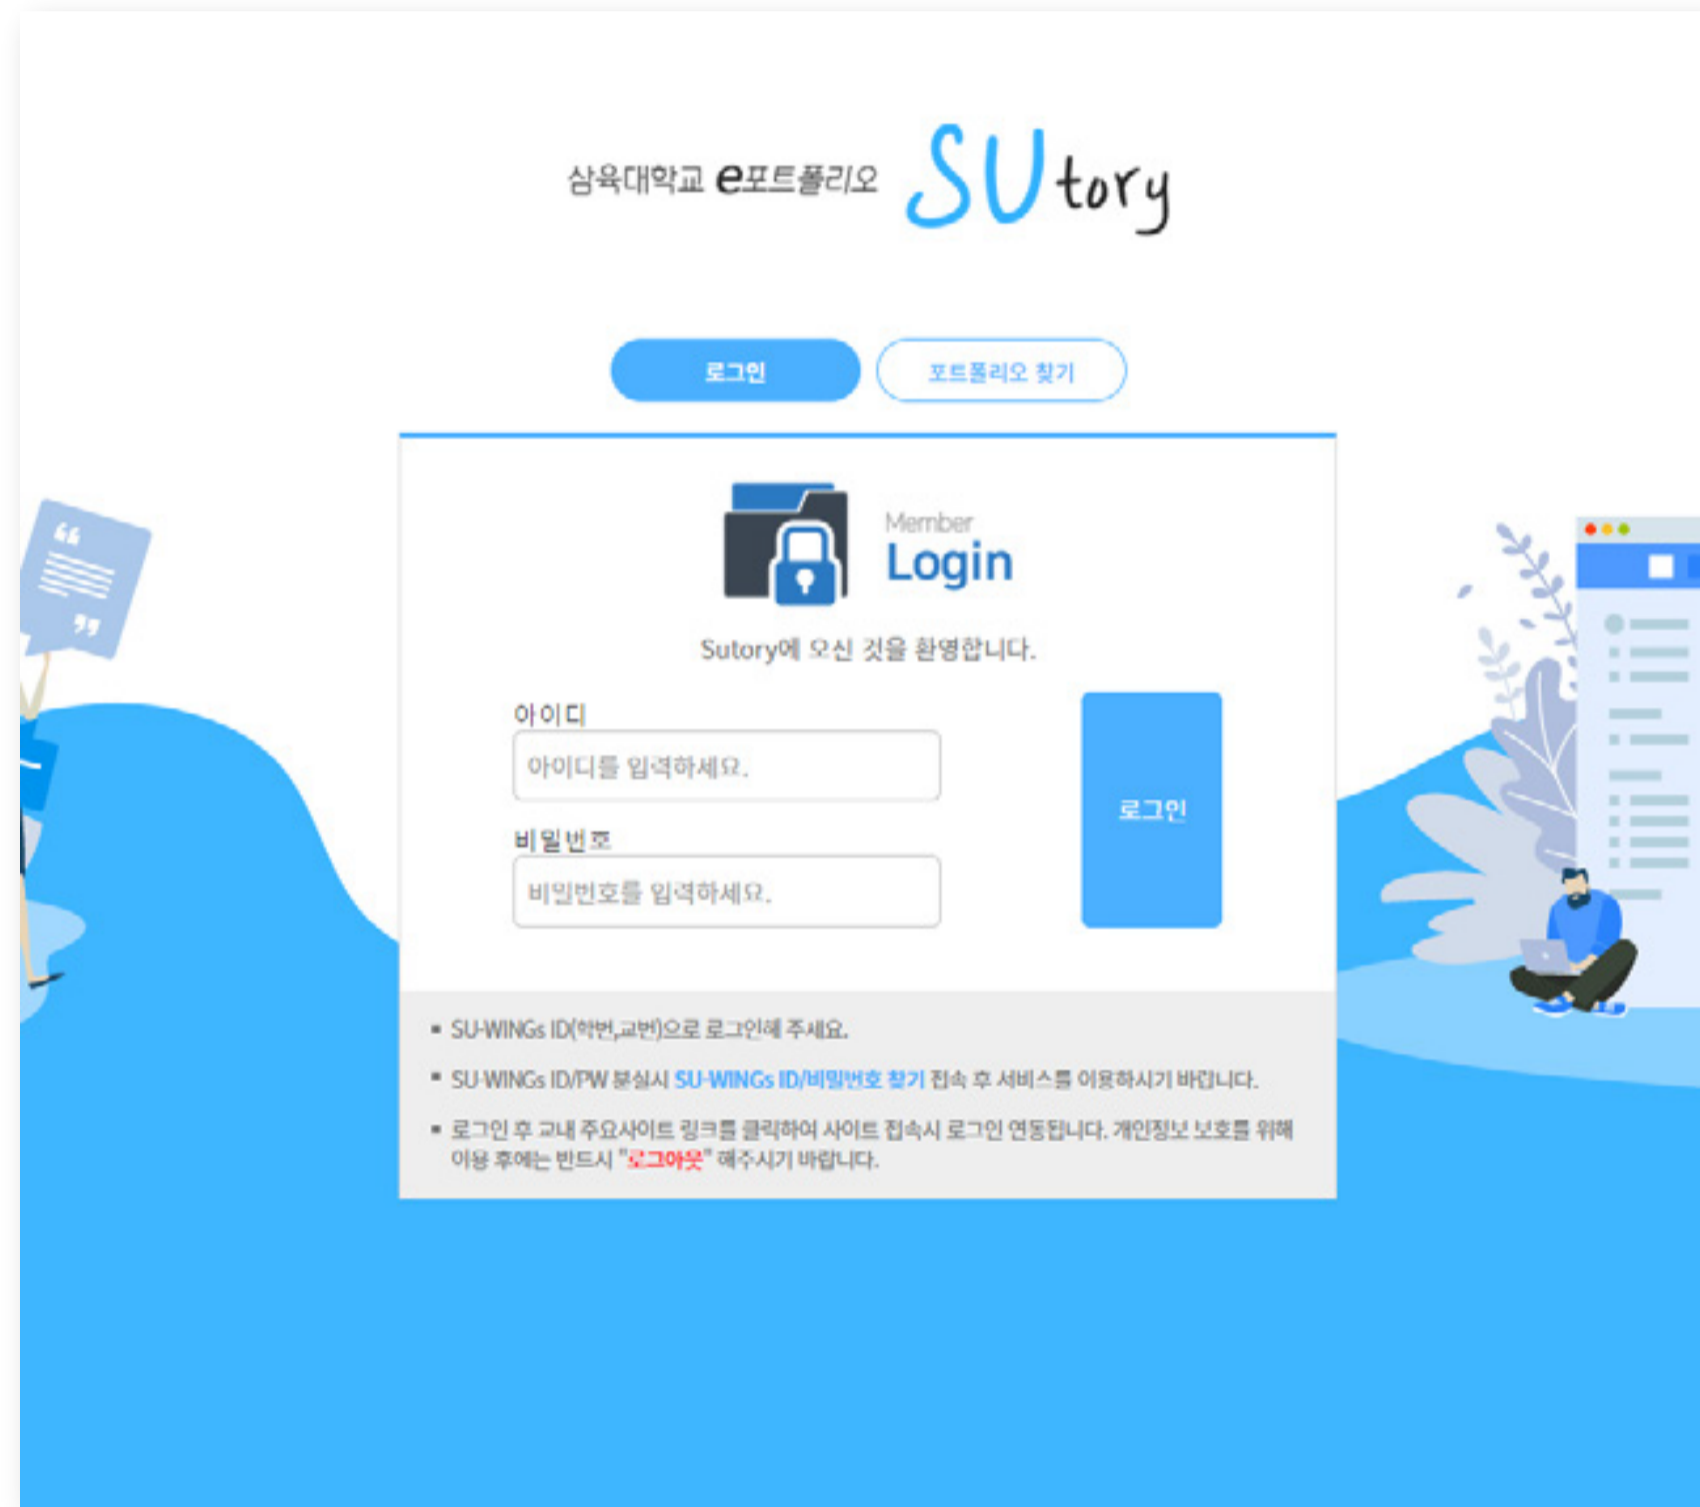 삼육대학교 e포트폴리오 SUtory
로그인 포트폴리오 찾기
Member
Login
Sutory에 오신 것을 환영합니다.
아이디
아이디를 입력하세요.
로그인
비밀번호
비밀번호를 입력하세요.
▪ SU-WINGs ID(학번,교번)으로 로그인해 주세요.
▪ SU-WINGs ID/PW 분실시 SU-WINGs ID/비밀번호 찾기 접속 후 서비스를 이용하시기 바랍니다.
▪ 로그인 후 교내 주요사이트 링크를 클릭하여 사이트 접속시 로그인 연동됩니다. 개인정보 보호를 위해
이용 후에는 반드시 "로그아웃" 해주시기 바랍니다.